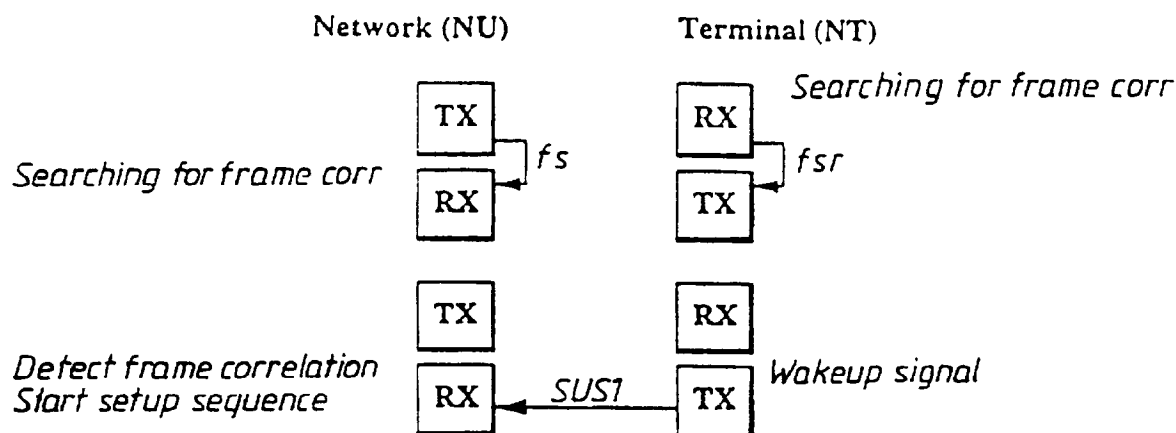 Network (NU) Terminal (NT)
TX RX Searching for frame corr
fs fsr
Searching for frame corr RX TX
TX RX
Detect frame correlation
Start setup sequence RX SUS1 TX Wakeup signal